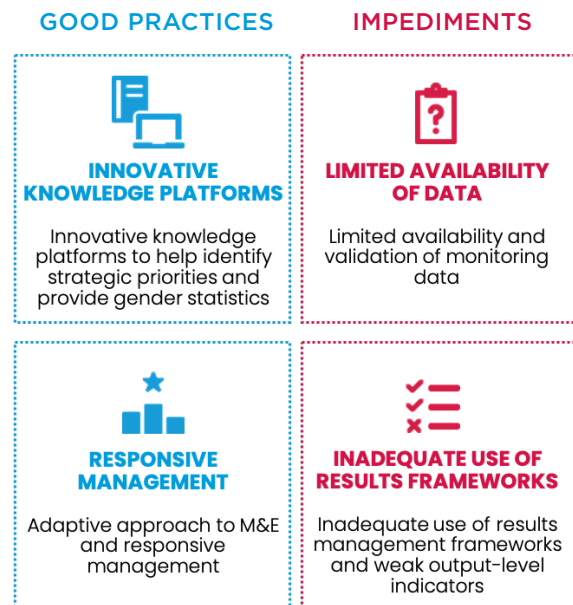 GOOD PRACTICES
IMPEDIMENTS
?
INNOVATIVE
KNOWLEDGE PLATFORMS
Innovative knowledge
platforms to help identify
strategic priorities and
provide gender statistics
LIMITED AVAILABILITY
OF DATA
Limited availability and
validation of monitoring
data
RESPONSIVE
MANAGEMENT
Adaptive approach to M&E
and responsive
management
INADEQUATE USE OF
RESULTS FRAMEWORKS
Inadequate use of results
management frameworks
and weak output-level
indicators